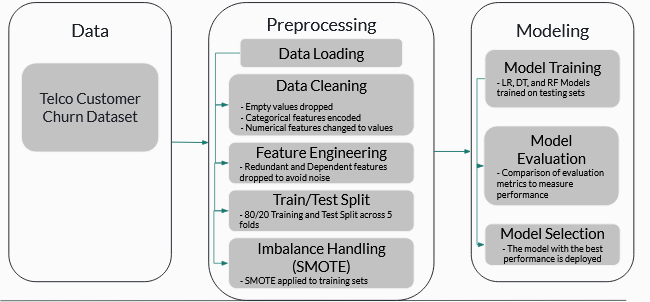 Data
Telco Customer
Churn Dataset
Preprocessing
Data Loading
Data Cleaning
- Empty values dropped
- Categorical features encoded
- Numerical features changed to values
Feature Engineering
- Redundant and Dependent features
dropped to avoid noise
Train/Test Split
- 80/20 Training and Test Split across 5
folds
Imbalance Handling
(SMOTE)
- SMOTE applied to training sets
Modeling
Model Training
- LR, DT, and RF Models
trained on testing sets
Model
Evaluation
- Comparison of evaluation
metrics to measure
performance
Model Selection
- The model with the best
performance is deployed